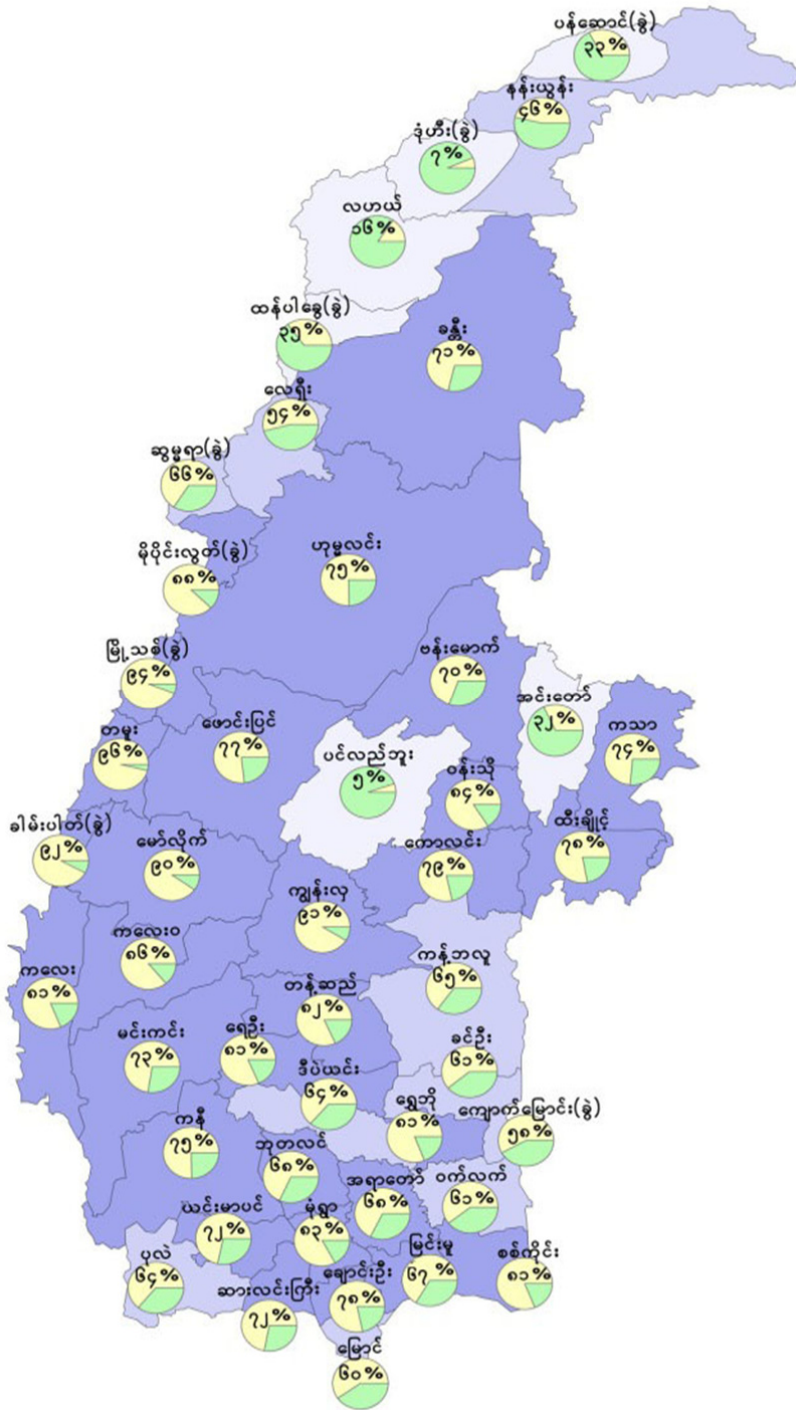 ပန်ဆောင်(ခွဲ)
၃၃%
နန်းယွန်း
၄၆%
ဒုံဟီး(ခွဲ)
၇%
လဟယ်
၁၆%
ထန်ပါခွေ(ခွဲ)
၃၅%
ခန္တီး
၇၁%
လေရှီး
၅၄%
ဆွမ္မရာ(ခွဲ)
၆၆%
မိုပိုင်းလွတ်(ခွဲ)
၈၈%
ဟုမ္မလင်း
၇၅%
မြို့သစ်(ခွဲ)
၉၄%
ဗန်းမောက်
၇၀%
အင်းတော်
၃၂%
ကသာ
၇၄%
တမူး
၉၆%
ဖောင်းပြင်
၇၇%
ပင်လည်ဘူး
၅%
ဝန်းသို
၈၄%
ခါမ်းပါတ်(ခွဲ)
၉၂%
မော်လိုက်
၉၀%
ကောလင်း
၇၉%
ထီးချိုင့်
၇၈%
ကျွန်းလှ
၉၁%
ကလေးဝ
၈၆%
ကလေး
၈၁%
ကန့်ဘလူ
၆၅%
တန့်ဆည်
၈၂%
မင်းကင်း
၇၃%
ရေဦး
၈၁%
ခင်ဦး
၆၁%
ဒီပဲယင်း
၆၄%
ရွှေဘို
၈၁%
ကျောက်မြောင်း(ခွဲ)
၅၈%
ကနီ
၇၅%
ဘုတလင်
၆၈%
အရာတော်
၆၈%
ဝက်လက်
၆၁%
ယင်းမာပင်
၇၂%
မုံရွာ
၈၃%
မြင်းမူ
၆၇%
စစ်ကိုင်း
၈၁%
ပုလဲ
၆၄%
ဆားလင်းကြီး
၇၂%
ချောင်းဦး
၇၈%
မြောင်
၆၀%